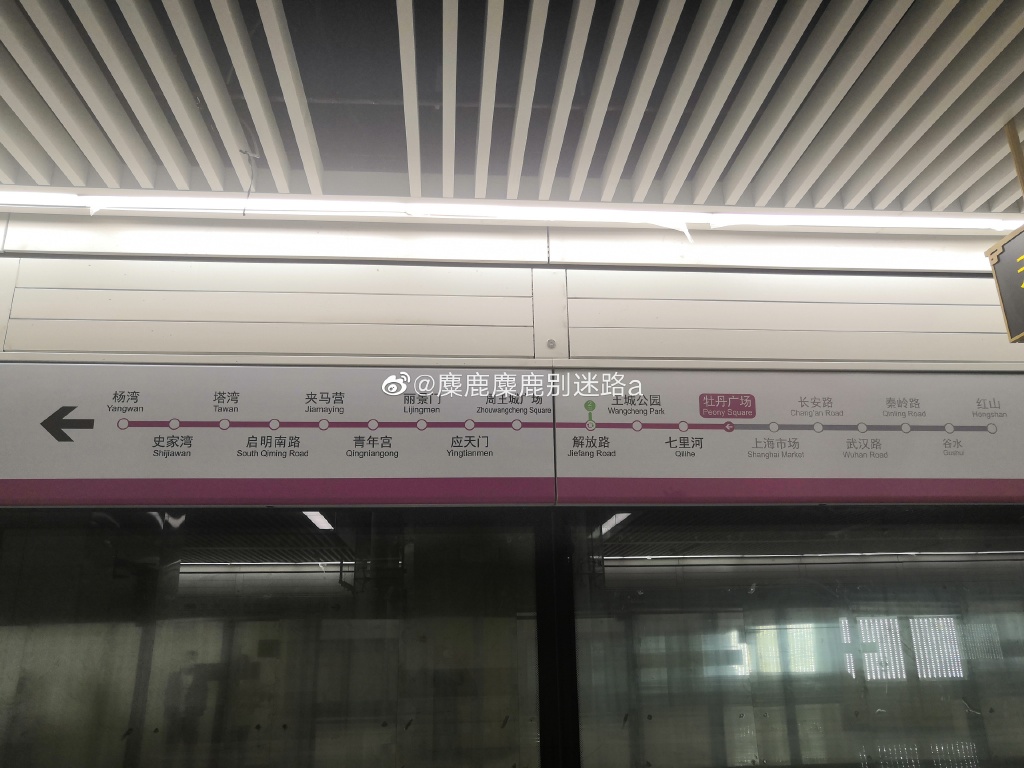 @麋鹿麋鹿别迷路a
杨湾
Yangwan
史家湾
Shijiawan
塔湾
Tawan
启明南路
South Qiming Road
夹马营
Jiamaying
青年宫
Qingniangong
丽景门
Lijingmen
应天门
Yingtianmen
周王城广场
Zhouwangcheng Square
解放路
Jiefang Road
王城公园
Wangcheng Park
七里河
Qilihe
牡丹广场
Peony Square
上海市场
Shanghai Market
长安路
Chang'an Road
武汉路
Wuhan Road
秦岭路
Qinling Road
谷水
Gushui
红山
Hongshan